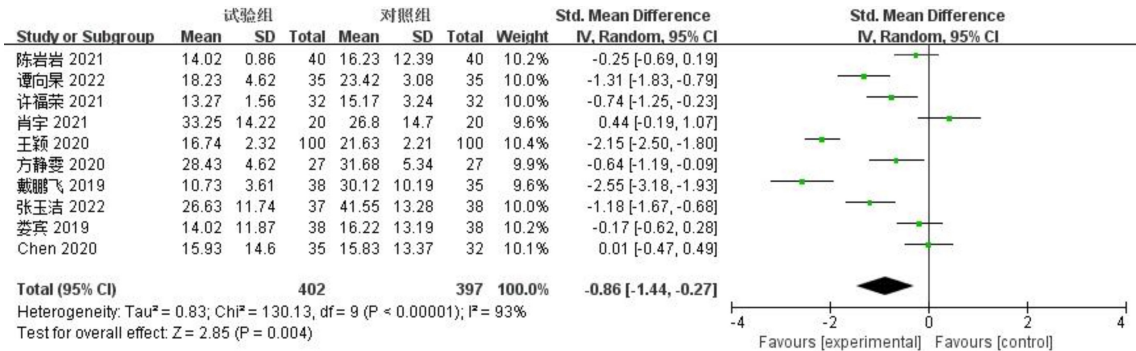 试验组 对照组 Std. Mean Difference Std. Mean Difference
Study or Subgroup Mean SD Total Mean SD Total Weight IV, Random, 95% CI IV, Random, 95% CI
陈岩岩 2021 14.02 0.86 40 16.23 12.39 40 10.2% -0.25 [-0.69, 0.19]
谭向杲 2022 18.23 4.62 35 23.42 3.08 35 10.0% -1.31 [-1.83, -0.79]
许福荣 2021 13.27 1.56 32 15.17 3.24 32 10.0% -0.74 [-1.25, -0.23]
肖宇 2021 33.25 14.22 20 26.8 14.7 20 9.6% 0.44 [-0.19, 1.07]
王颖 2020 16.74 2.32 100 21.63 2.21 100 10.4% -2.15 [-2.50, -1.80]
方静雯 2020 28.43 4.62 27 31.68 5.34 27 9.9% -0.64 [-1.19, -0.09]
戴鹏飞 2019 10.73 3.61 38 30.12 10.19 35 9.6% -2.55 [-3.18, -1.93]
张玉洁 2022 26.63 11.74 37 41.55 13.28 38 10.0% -1.18 [-1.67, -0.68]
娄宾 2019 14.02 11.87 38 16.22 13.19 38 10.2% -0.17 [-0.62, 0.28]
Chen 2020 15.93 14.6 35 15.83 13.37 32 10.1% 0.01 [-0.47, 0.49]
Total (95% CI) 402 397 100.0% -0.86 [-1.44, -0.27]
Heterogeneity: Tau² = 0.83; Chi² = 130.13, df = 9 (P < 0.00001); I² = 93%
Test for overall effect: Z = 2.85 (P = 0.004)
-4 -2 0 2 4
Favours [experimental] Favours [control]